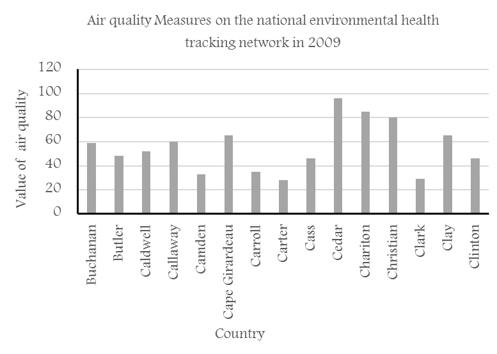 Air quality Measures on the national environmental health
tracking network in 2009
Value of air quality
120
100
80
60
40
20
0
Buchanan
Butler
Caldwell
Callaway
Camden
Cape Girardeau
Carroll
Carter
Cass
Cedar
Chariton
Christian
Clark
Clay
Clinton
Country